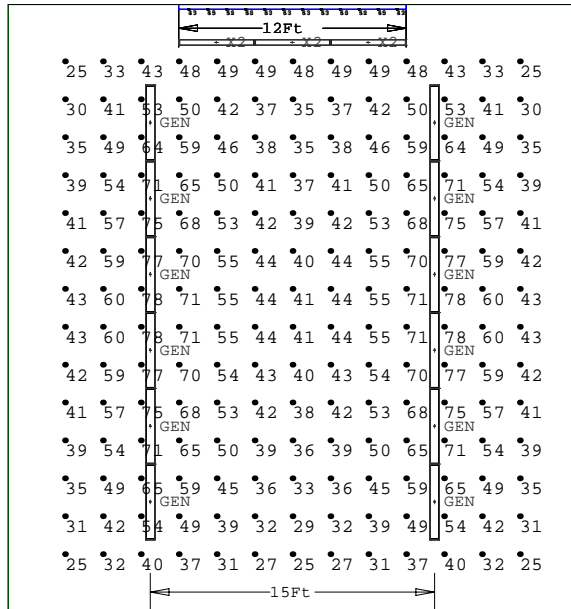 12Ft
X2 X2 X2
25 33 43 48 49 49 48 49 49 48 43 33 25
30 41 53 50 42 37 35 37 42 50 53 41 30
GEN GEN
35 49 64 59 46 38 35 38 46 59 64 49 35
39 54 71 65 50 41 37 41 50 65 71 54 39
GEN GEN
41 57 75 68 53 42 39 42 53 68 75 57 41
42 59 77 70 55 44 40 44 55 70 77 59 42
GEN GEN
43 60 78 71 55 44 41 44 55 71 78 60 43
43 60 78 71 55 44 41 44 55 71 78 60 43
GEN GEN
42 59 77 70 54 43 40 43 54 70 77 59 42
41 57 75 68 53 42 38 42 53 68 75 57 41
GEN GEN
39 54 71 65 50 39 36 39 50 65 71 54 39
35 49 65 59 45 36 33 36 45 59 65 49 35
GEN GEN
31 42 54 49 39 32 29 32 39 49 54 42 31
25 32 40 37 31 27 25 27 31 37 40 32 25
15Ft